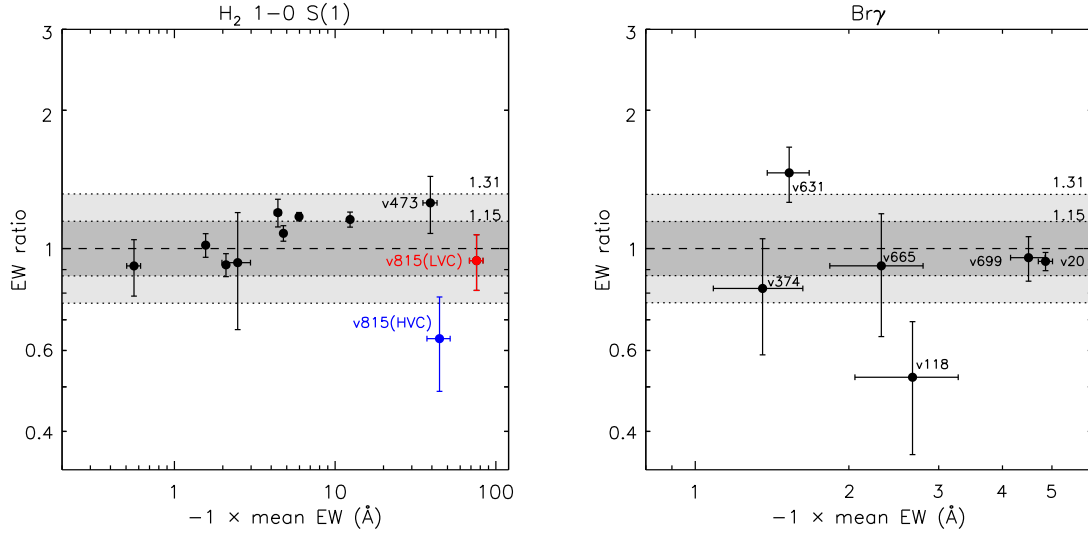 H₂ 1−0 S(1)
3
2
1
0.6
0.4
EW ratio
1.31
1.15
v473
v815(LVC)
v815(HVC)
1
10
100
−1 × mean EW (Å)
Brγ
3
2
1
0.6
0.4
EW ratio
1.31
1.15
v631
v665
v699
v20
v374
v118
1
2
3
4
5
−1 × mean EW (Å)